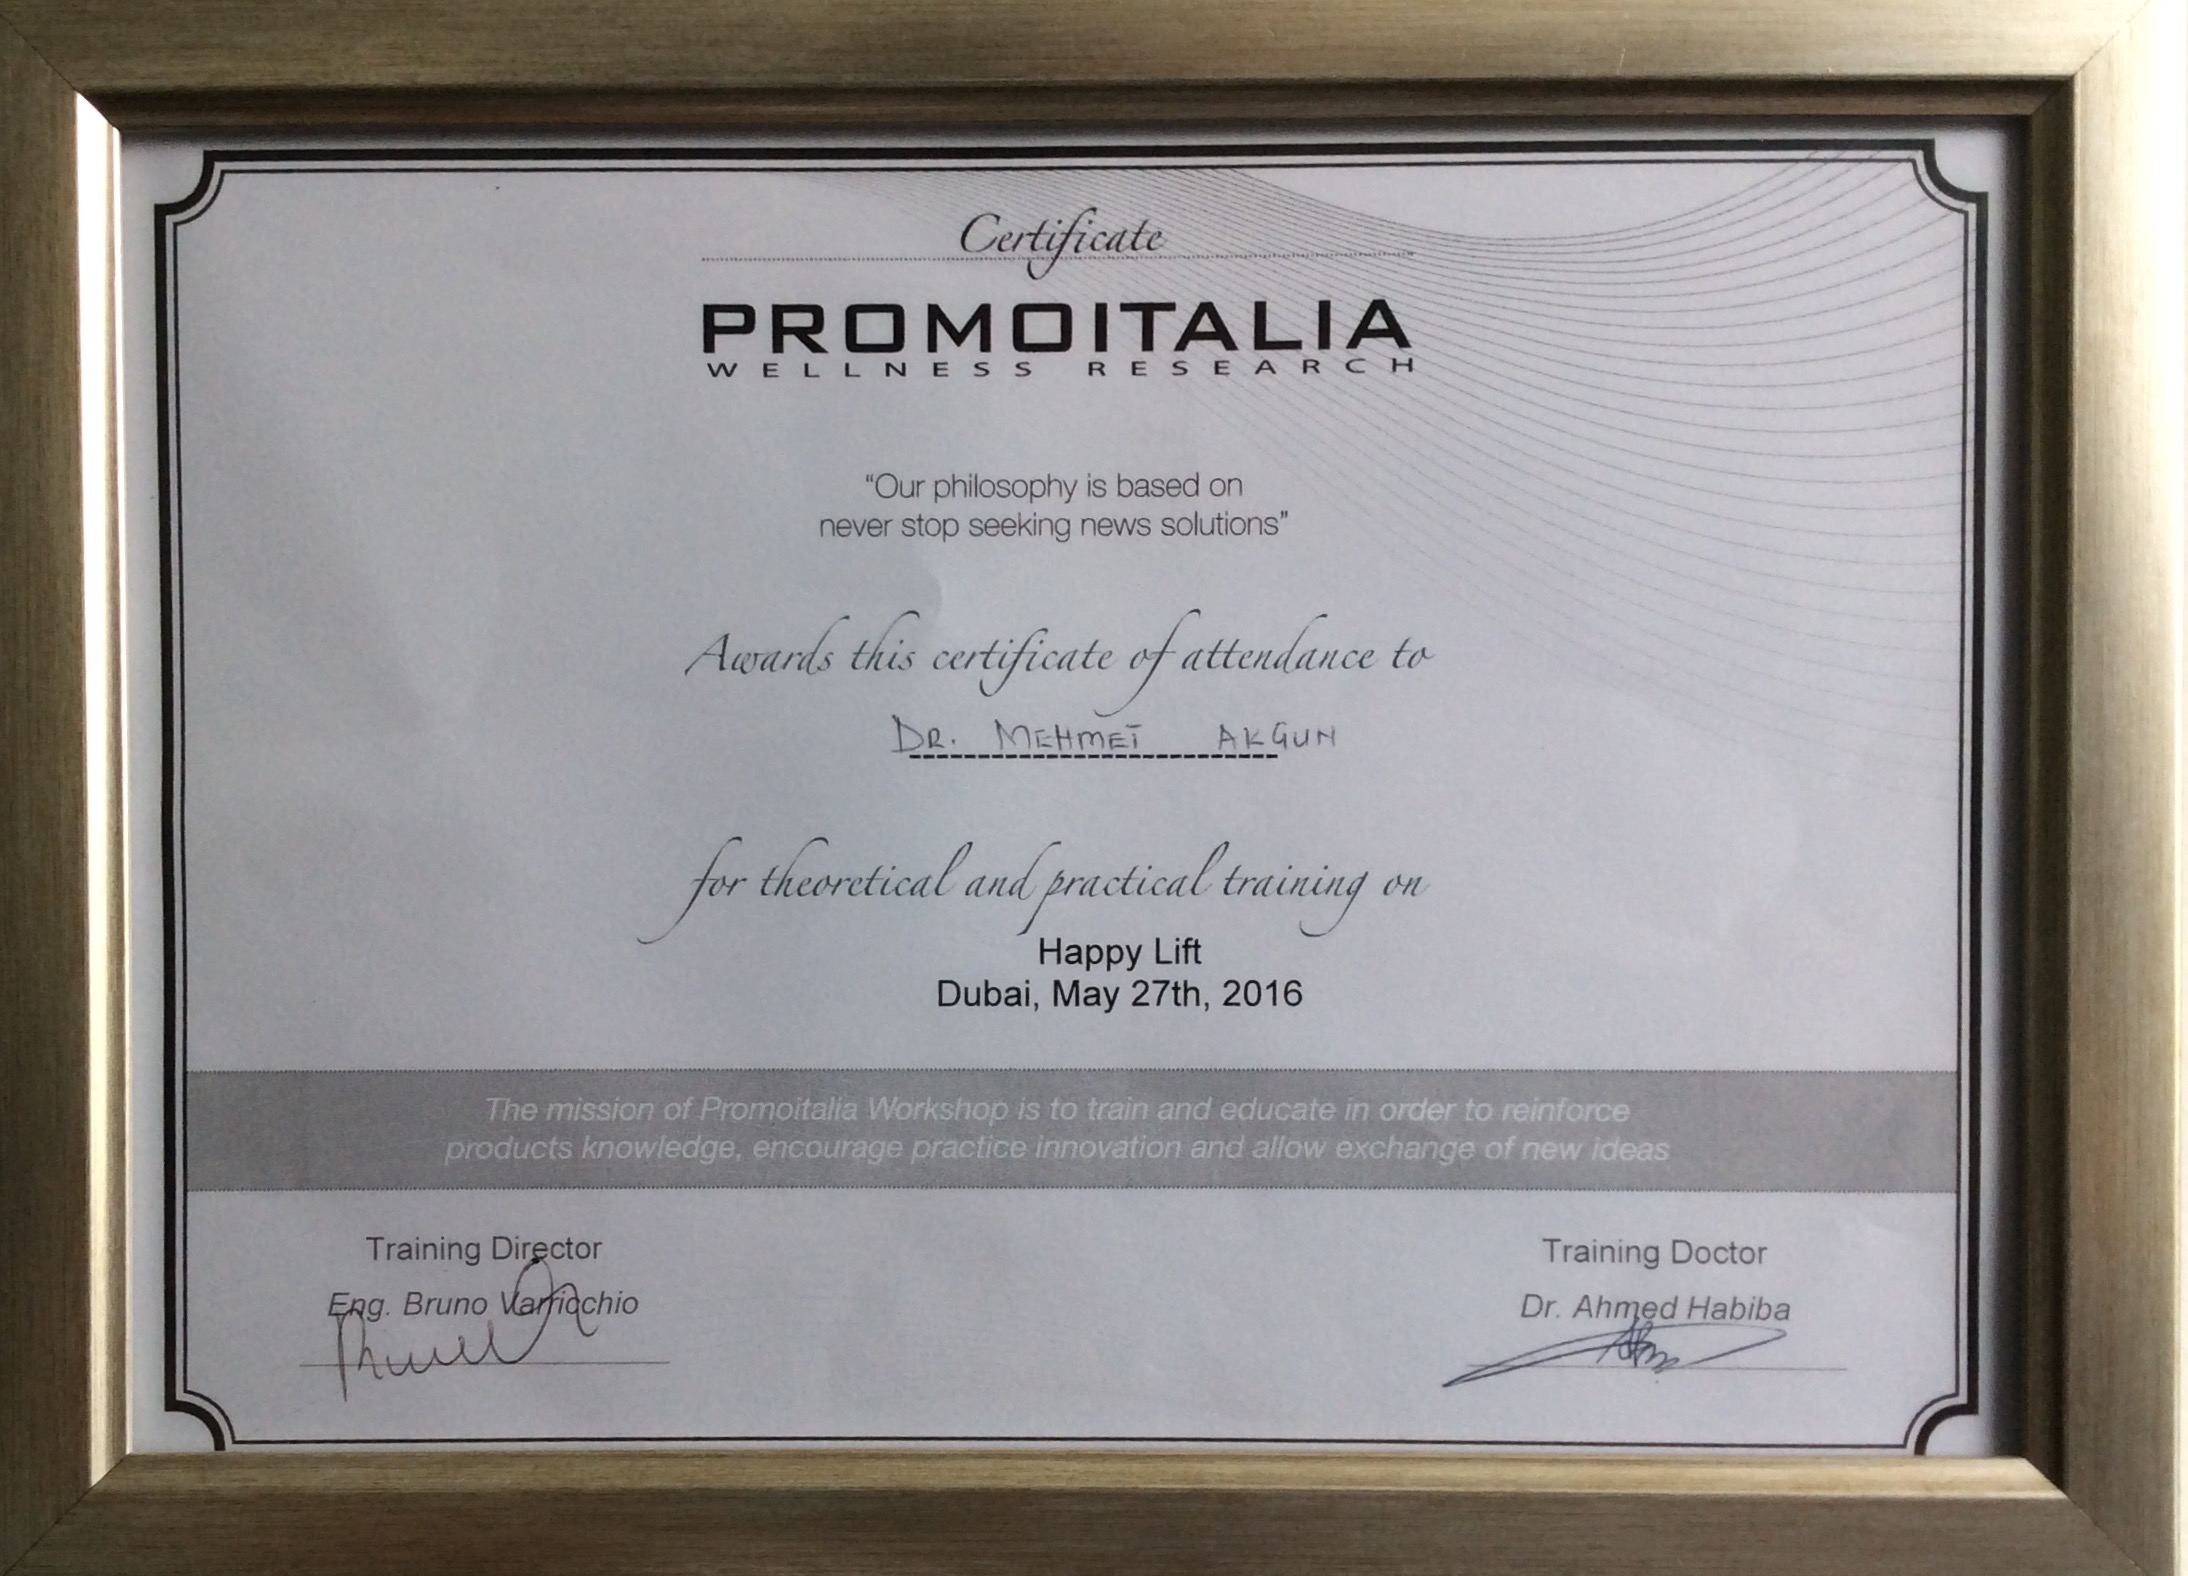 Certificate
PROMOITALIA
WELLNESS RESEARCH
“Our philosophy is based on
never stop seeking news solutions”
Awards this certificate of attendance to
DR. MEHMET AKGUN
for theoretical and practical training on
Happy Lift
Dubai, May 27th, 2016
The mission of Promoitalia Workshop is to train and educate in order to reinforce
products knowledge, encourage practice innovation and allow exchange of new ideas
Training Director
Eng. Bruno Varricchio
Training Doctor
Dr. Ahmed Habiba